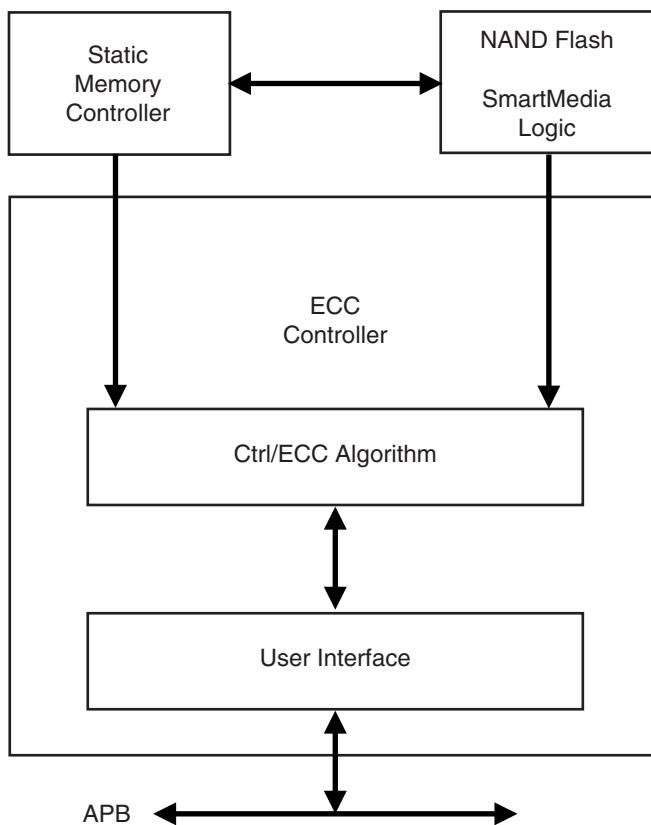 Static
Memory
Controller
NAND Flash
SmartMedia
Logic
ECC
Controller
Ctrl/ECC Algorithm
User Interface
APB